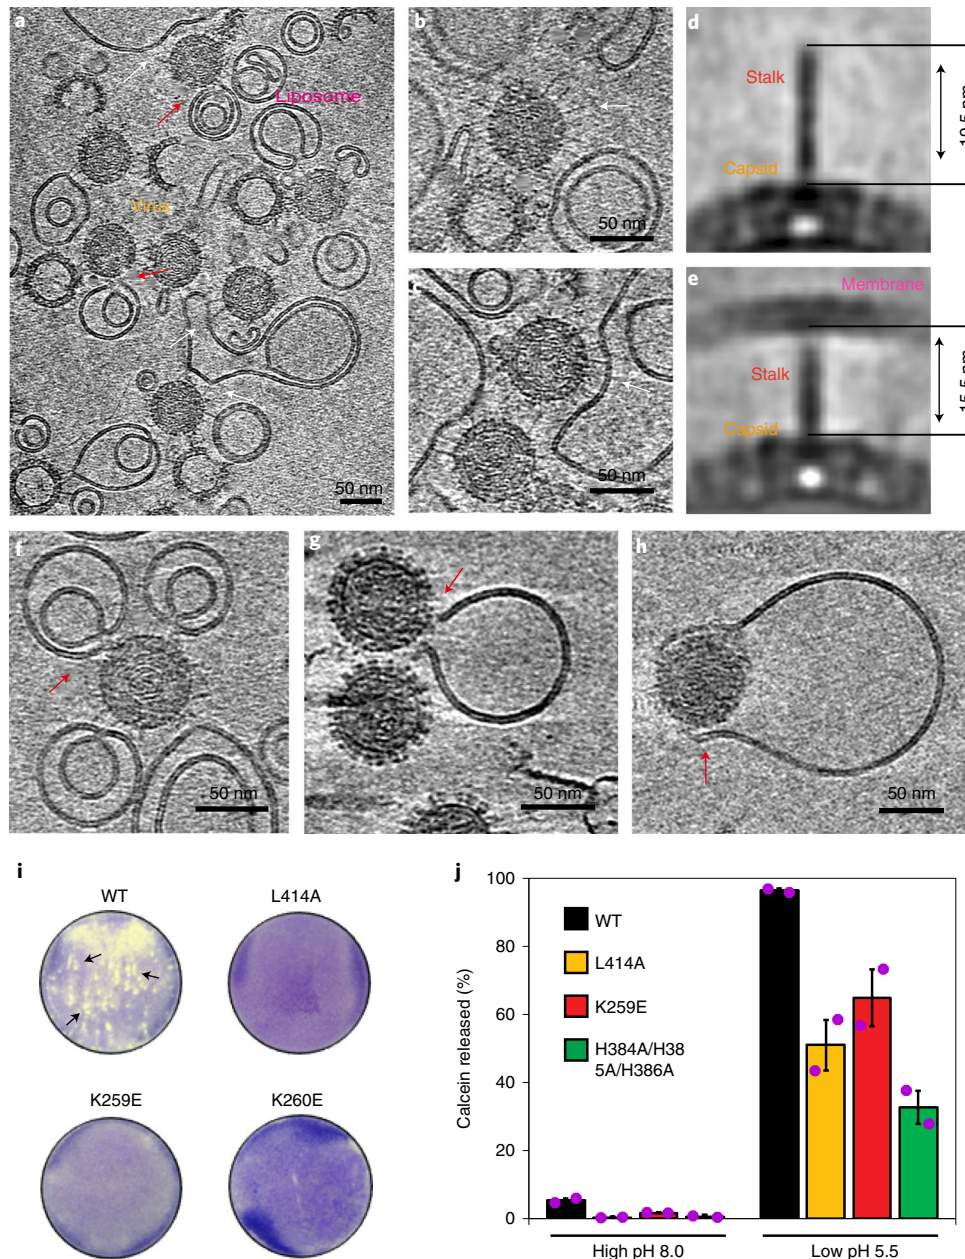 a
Liposome
Virus
50 nm
b
50 nm
c
50 nm
d
Stalk
Capsid
e
Membrane
Stalk
Capsid
f
50 nm
g
50 nm
h
50 nm
i
WT
L414A
K259E
K260E
j
Calcein released (%)
100
80
60
40
20
0
WT
L414A
K259E
H384A/H38
5A/H386A
High pH 8.0
Low pH 5.5